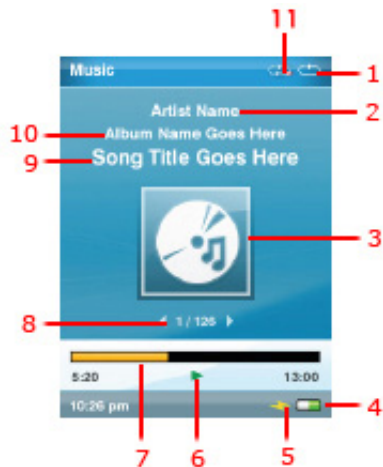 11
Music
1
Artist Name
2
10
Album Name Goes Here
9
Song Title Goes Here
3
8
1 / 126
5:20
13:00
10:26 pm
4
7
6
5